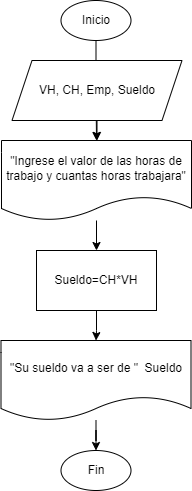 Inicio
VH, CH, Emp, Sueldo
"Ingrese el valor de las horas de
trabajo y cuantas horas trabajara"
Sueldo=CH*VH
"Su sueldo va a ser de "  Sueldo
Fin